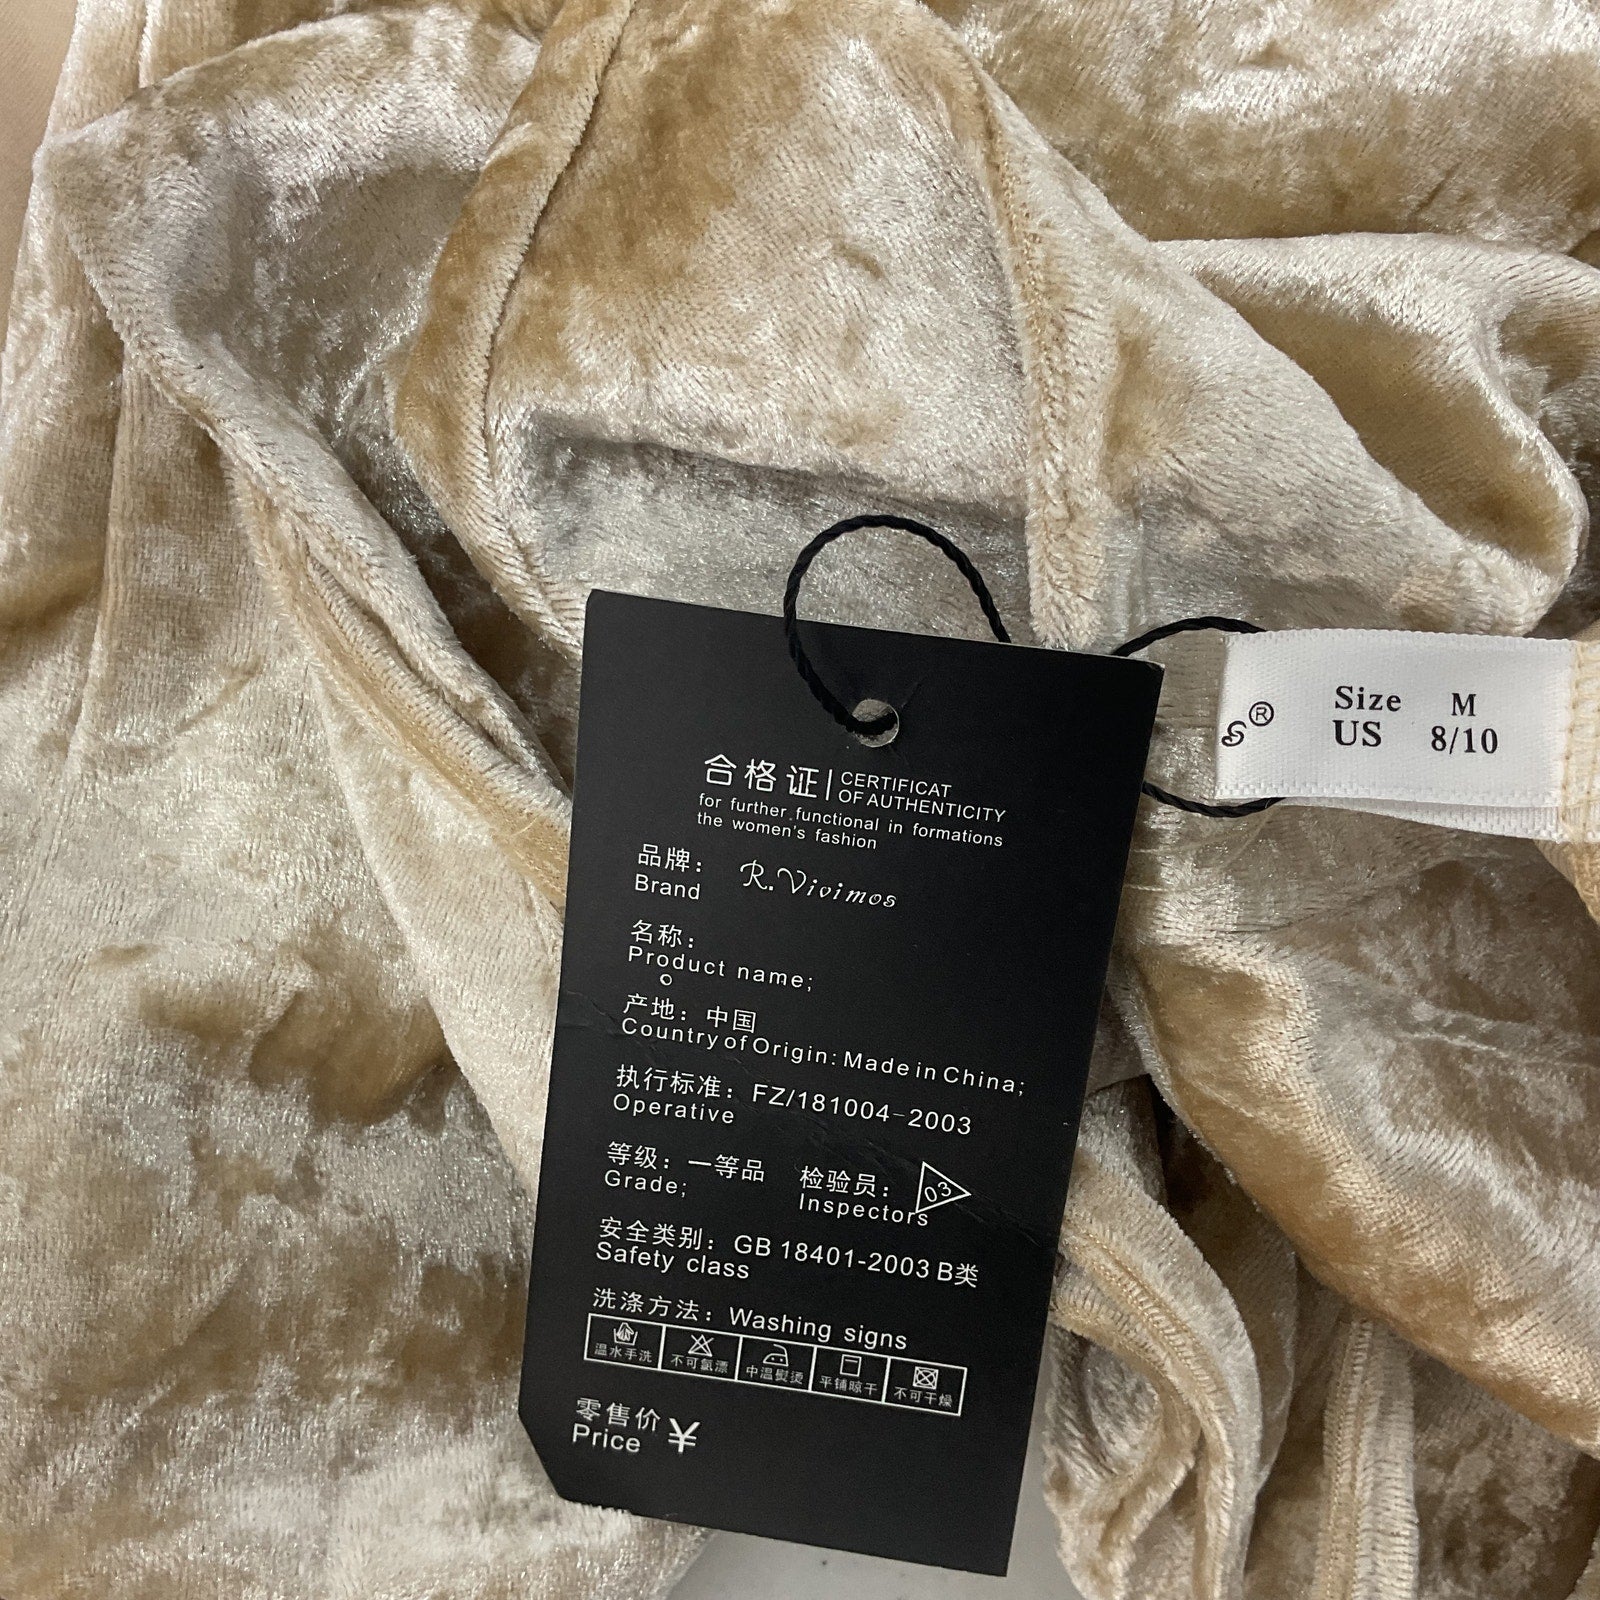 合格证 CERTIFICAT
OF AUTHENTICITY
for further functional in formations
the women's fashion
品牌: R.Vivimos
Brand
名称:
Product name;
产地: 中国
Country of Origin: Made in China;
执行标准: FZ/181004-2003
Operative
等级: 一等品
Grade;
检验员: 03
Inspectors
安全类别: GB 18401-2003 B类
Safety class
洗涤方法: Washing signs
温水手洗 不可氯漂 中温熨烫 平铺晾干 不可干燥
零售价 ¥
Price
s®
Size M
US 8/10